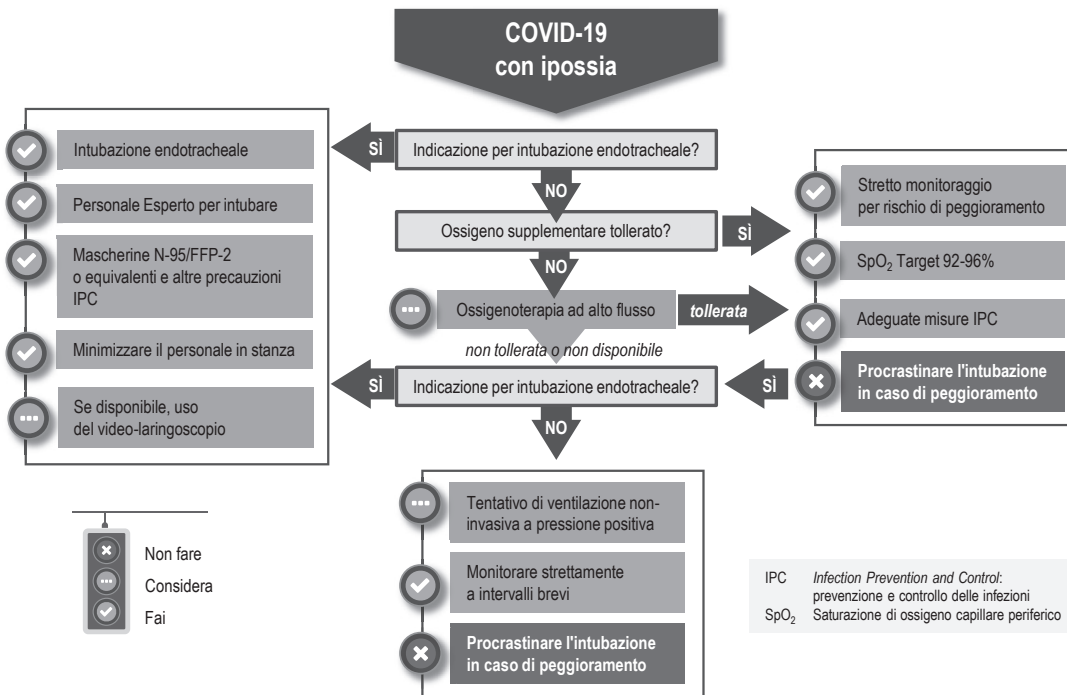 COVID-19
con ipossia
SÌ
Indicazione per intubazione endotracheale?
NO
Intubazione endotracheale
Personale Esperto per intubare
Mascherine N-95/FFP-2
o equivalenti e altre precauzioni
IPC
Minimizzare il personale in stanza
Se disponibile, uso
del video-laringoscopio
Ossigeno supplementare tollerato?
SÌ
NO
Stretto monitoraggio
per rischio di peggioramento
SpO₂ Target 92-96%
Adeguate misure IPC
Procrastinare l'intubazione
in caso di peggioramento
Ossigenoterapia ad alto flusso
tollerata
non tollerata o non disponibile
SÌ
Indicazione per intubazione endotracheale?
SÌ
NO
Tentativo di ventilazione non-
invasiva a pressione positiva
Monitorare strettamente
a intervalli brevi
Procrastinare l'intubazione
in caso di peggioramento
Non fare
Considera
Fai
IPC Infection Prevention and Control:
prevenzione e controllo delle infezioni
SpO₂ Saturazione di ossigeno capillare periferico